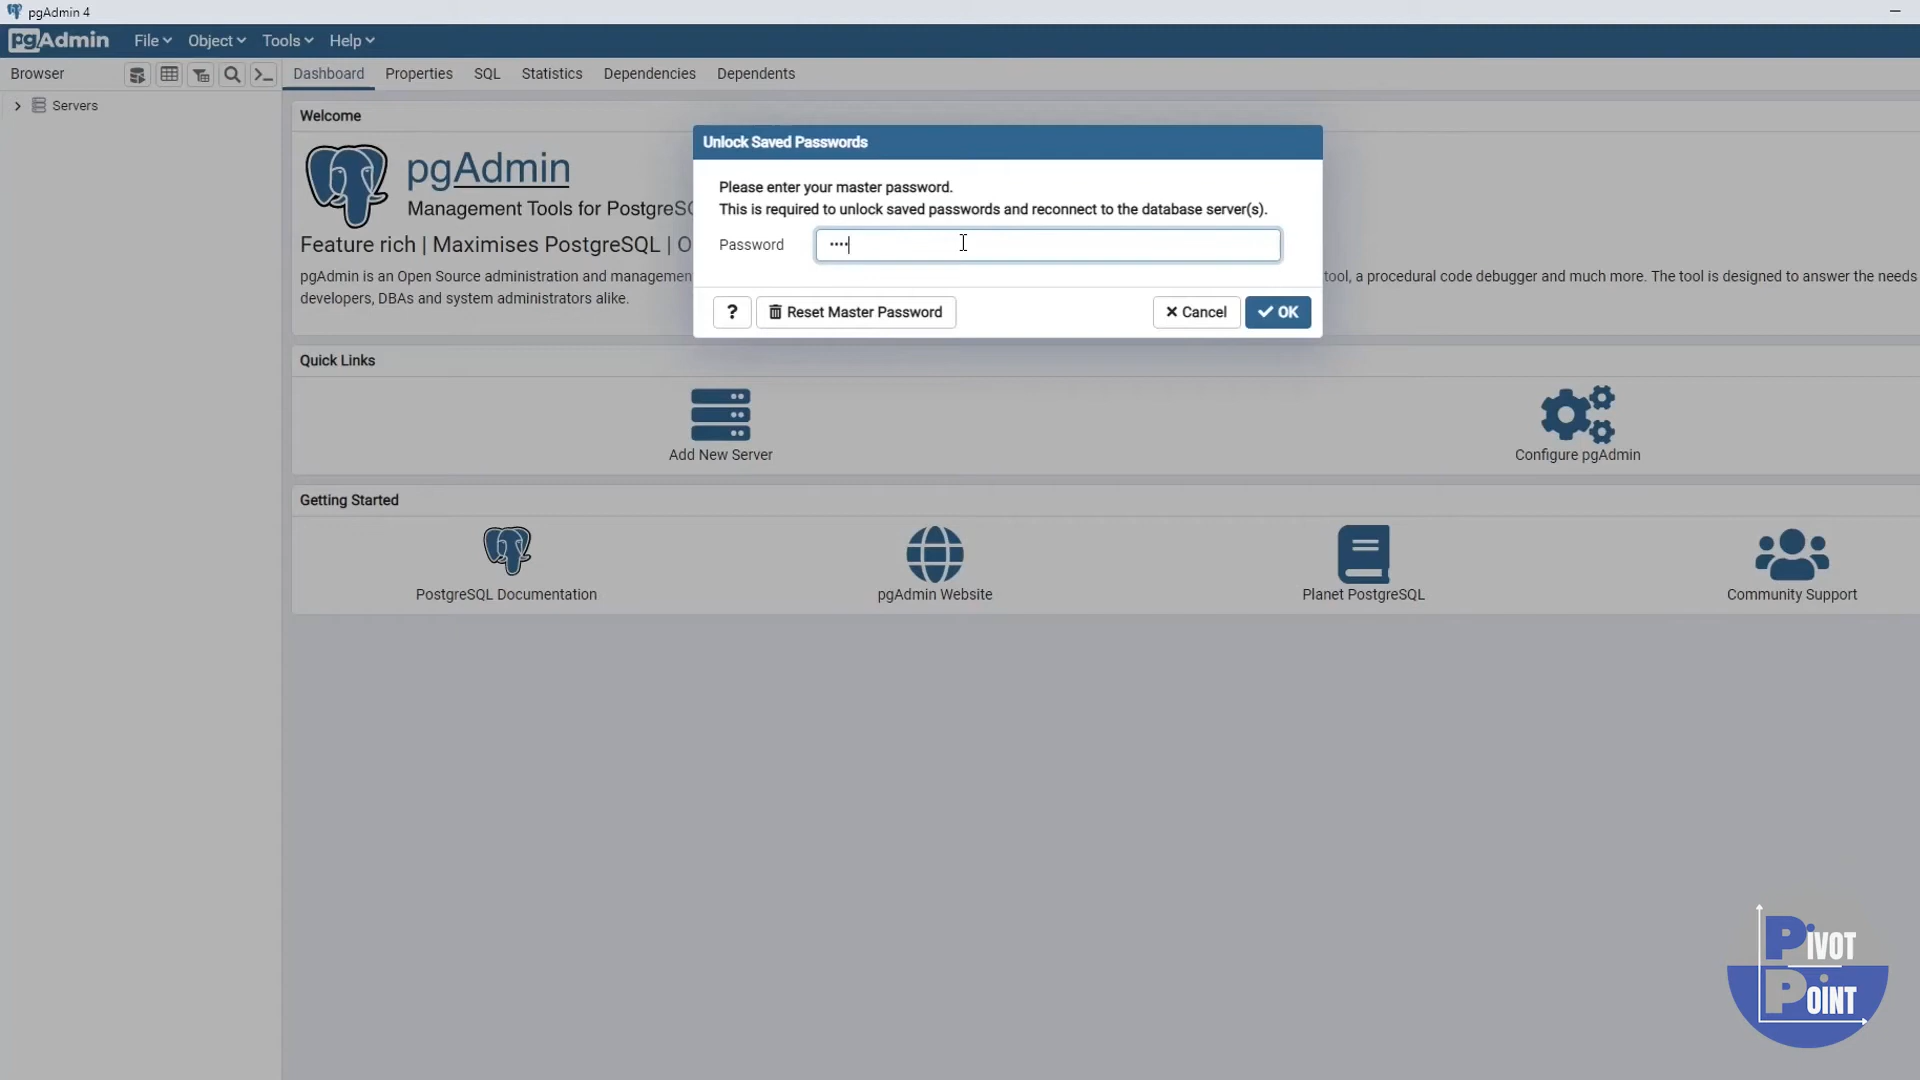 pgAdmin 4
pgAdmin
File
Object
Tools
Help
Browser
Dashboard
Properties
SQL
Statistics
Dependencies
Dependents
Servers
Welcome
pgAdmin
Management Tools for PostgreS
Feature rich | Maximises PostgreSQL | O
pgAdmin is an Open Source administration and managemen
tool, a procedural code debugger and much more. The tool is designed to answer the needs
developers, DBAs and system administrators alike.
Unlock Saved Passwords
Please enter your master password.
This is required to unlock saved passwords and reconnect to the database server(s).
Password
••••
?
Reset Master Password
Cancel
OK
Quick Links
Add New Server
Configure pgAdmin
Getting Started
PostgreSQL Documentation
pgAdmin Website
Planet PostgreSQL
Community Support
PIVOT
POINT